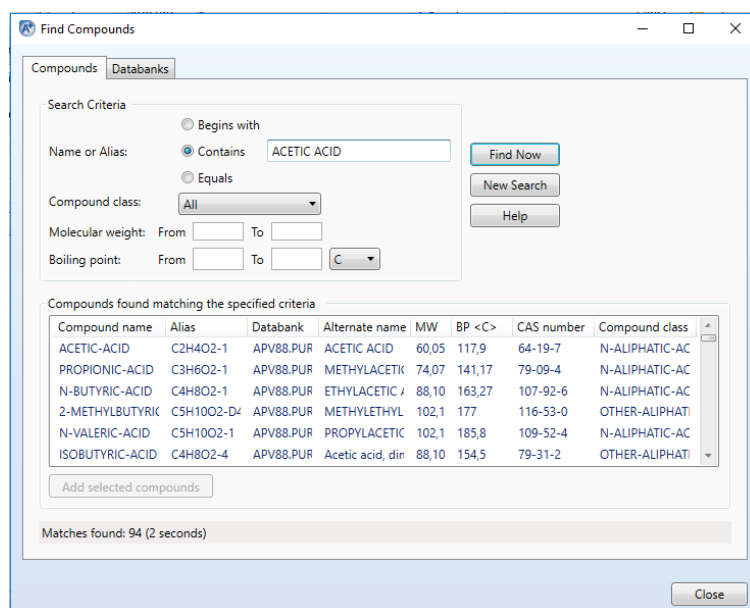 Find Compounds
Compounds Databanks
Search Criteria
Begins with
Name or Alias: Contains ACETIC ACID Find Now
Equals New Search
Compound class: All Help
Molecular weight: From To
Boiling point: From To C
Compounds found matching the specified criteria
Compound name Alias Databank Alternate name MW BP <C> CAS number Compound class
ACETIC-ACID C2H4O2-1 APV88.PUR ACETIC ACID 60,05 117,9 64-19-7 N-ALIPHATIC-AC
PROPIONIC-ACID C3H6O2-1 APV88.PUR METHYLACETIC 74,07 141,17 79-09-4 N-ALIPHATIC-AC
N-BUTYRIC-ACID C4H8O2-1 APV88.PUR ETHYLACETIC 88,10 163,27 107-92-6 N-ALIPHATIC-AC
2-METHYLBUTYRIC C5H10O2-D4 APV88.PUR METHYLETHYL 102,1 177 116-53-0 OTHER-ALIPHATI
N-VALERIC-ACID C5H10O2-1 APV88.PUR PROPYLACETIC 102,1 185,8 109-52-4 N-ALIPHATIC-AC
ISOBUTYRIC-ACID C4H8O2-4 APV88.PUR Acetic acid, dim 88,10 154,5 79-31-2 OTHER-ALIPHATI
Add selected compounds
Matches found: 94 (2 seconds)
Close